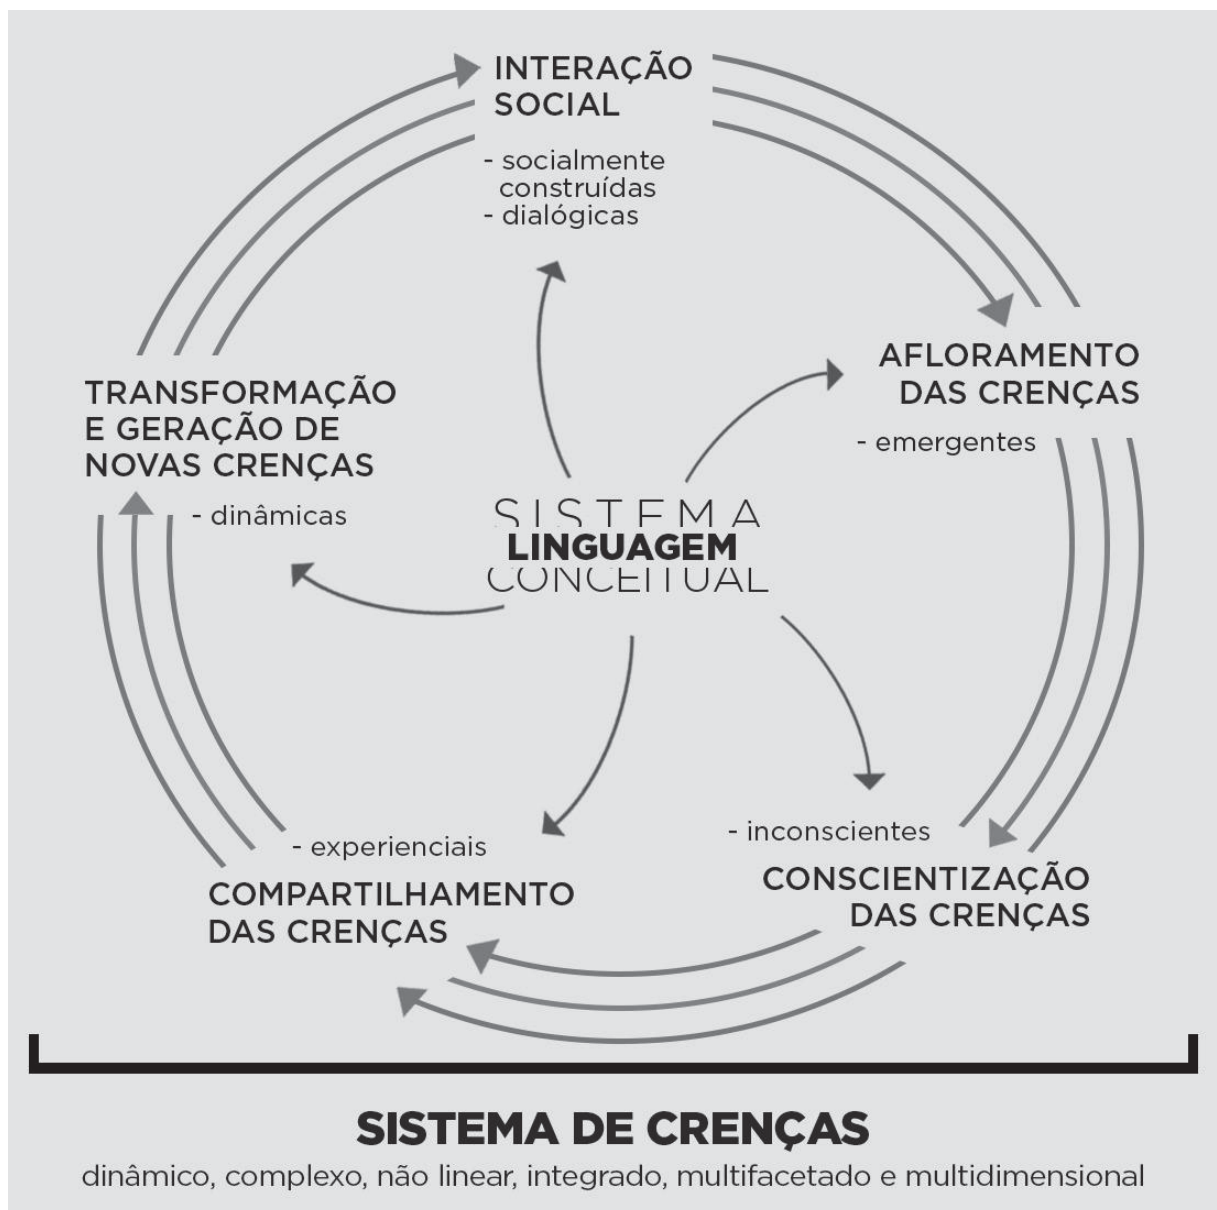 INTERAÇÃO
SOCIAL
- socialmente
construídas
- dialógicas
AFLORAMENTO
DAS CRENÇAS
- emergentes
TRANSFORMAÇÃO
E GERAÇÃO DE
NOVAS CRENÇAS
- dinâmicas
SISTEMA
LINGUAGEM
CONCEITUAL
- inconscientes
CONSCIENTIZAÇÃO
DAS CRENÇAS
- experienciais
COMPARTILHAMENTO
DAS CRENÇAS
SISTEMA DE CRENÇAS
dinâmico, complexo, não linear, integrado, multifacetado e multidimensional